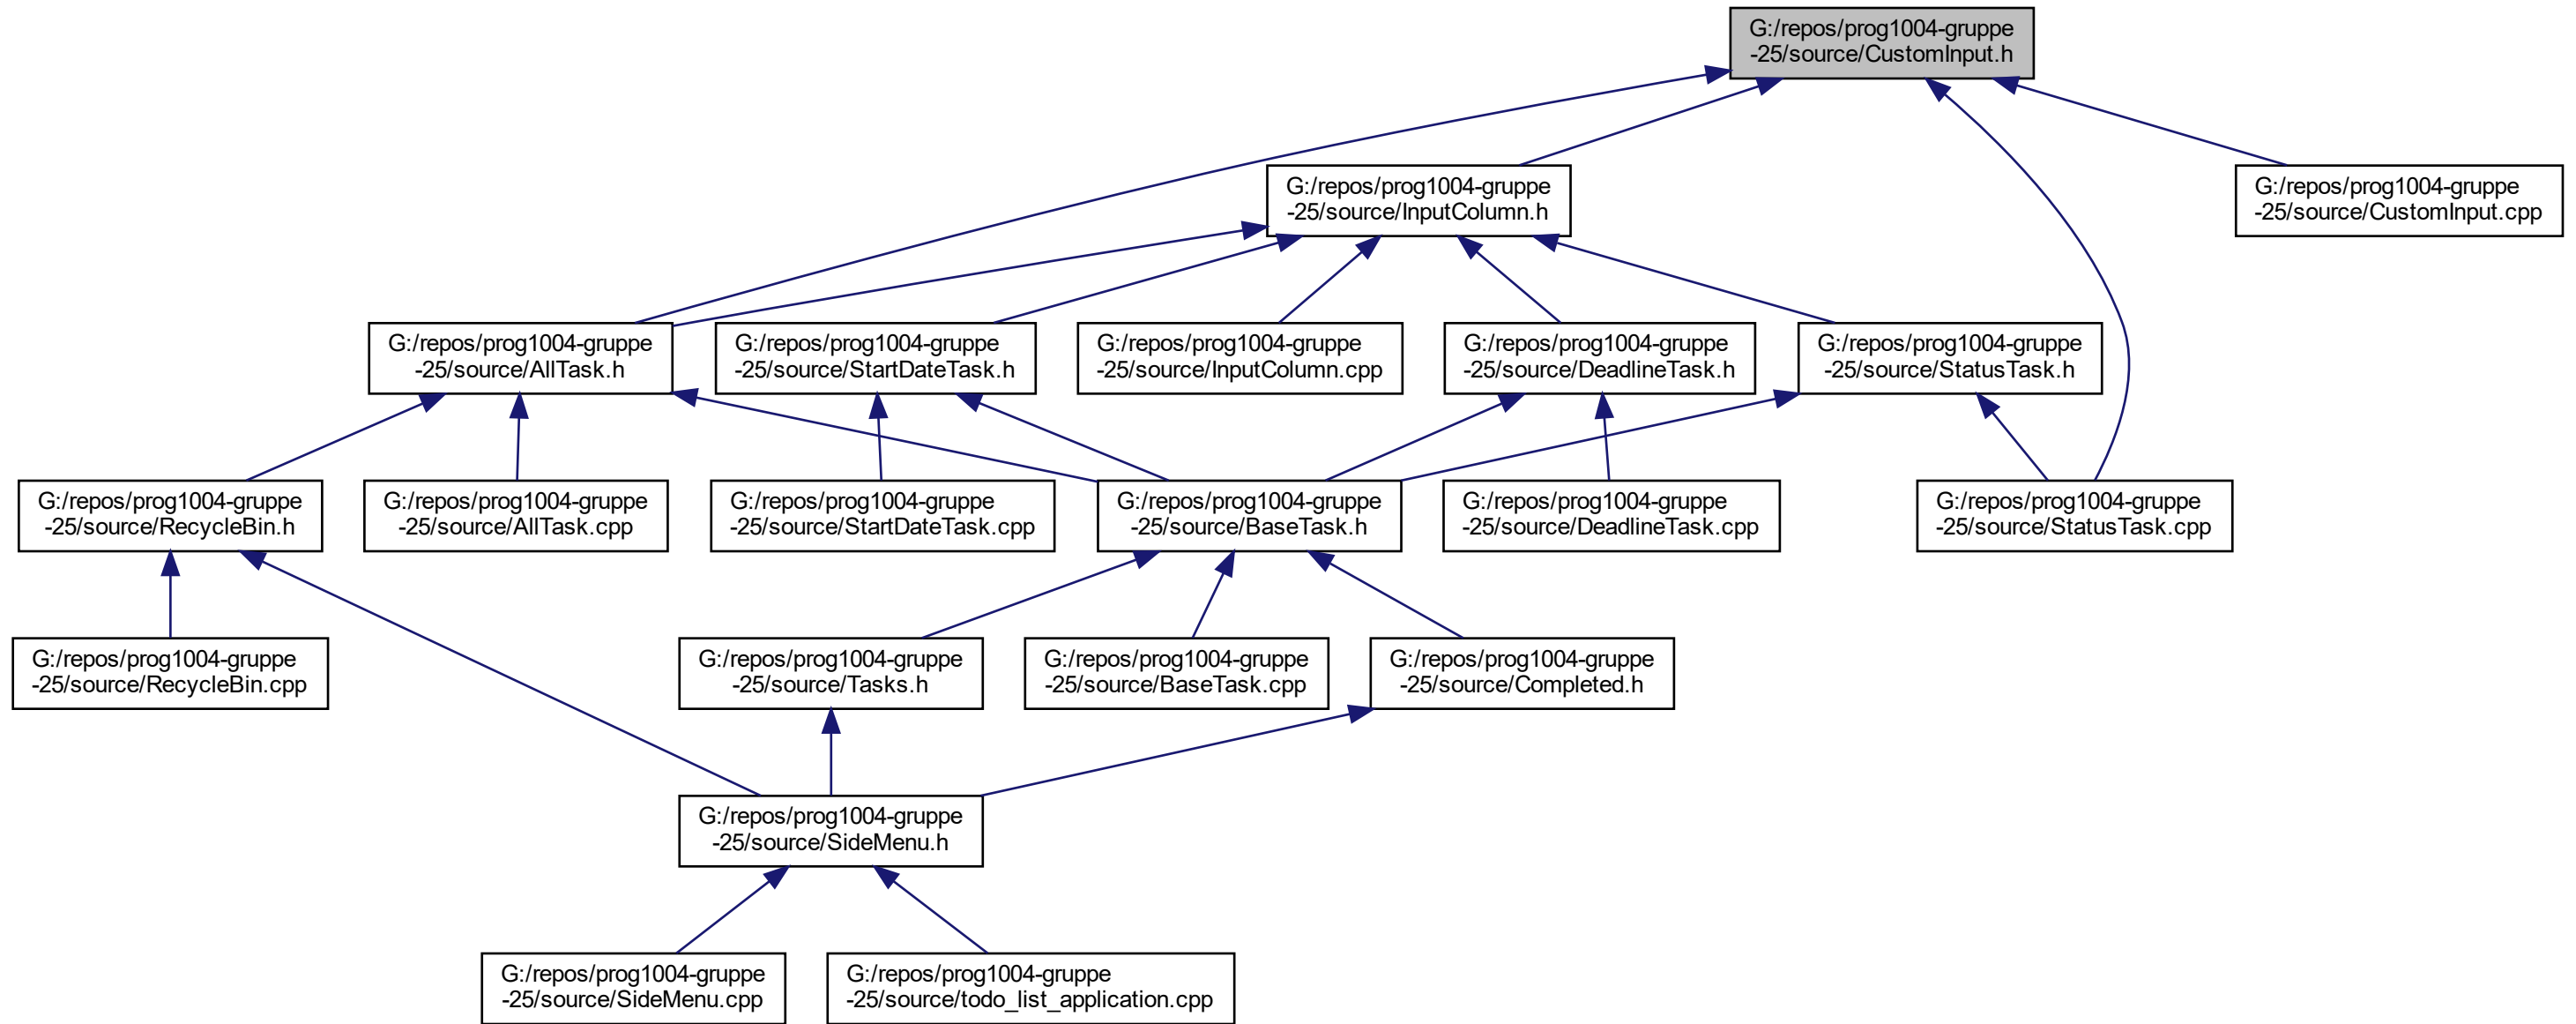 G:/repos/prog1004-gruppe
-25/source/CustomInput.h
G:/repos/prog1004-gruppe
-25/source/InputColumn.h
G:/repos/prog1004-gruppe
-25/source/CustomInput.cpp
G:/repos/prog1004-gruppe
-25/source/AllTask.h
G:/repos/prog1004-gruppe
-25/source/StartDateTask.h
G:/repos/prog1004-gruppe
-25/source/InputColumn.cpp
G:/repos/prog1004-gruppe
-25/source/DeadlineTask.h
G:/repos/prog1004-gruppe
-25/source/StatusTask.h
G:/repos/prog1004-gruppe
-25/source/RecycleBin.h
G:/repos/prog1004-gruppe
-25/source/AllTask.cpp
G:/repos/prog1004-gruppe
-25/source/StartDateTask.cpp
G:/repos/prog1004-gruppe
-25/source/BaseTask.h
G:/repos/prog1004-gruppe
-25/source/DeadlineTask.cpp
G:/repos/prog1004-gruppe
-25/source/StatusTask.cpp
G:/repos/prog1004-gruppe
-25/source/RecycleBin.cpp
G:/repos/prog1004-gruppe
-25/source/Tasks.h
G:/repos/prog1004-gruppe
-25/source/BaseTask.cpp
G:/repos/prog1004-gruppe
-25/source/Completed.h
G:/repos/prog1004-gruppe
-25/source/SideMenu.h
G:/repos/prog1004-gruppe
-25/source/SideMenu.cpp
G:/repos/prog1004-gruppe
-25/source/todo_list_application.cpp